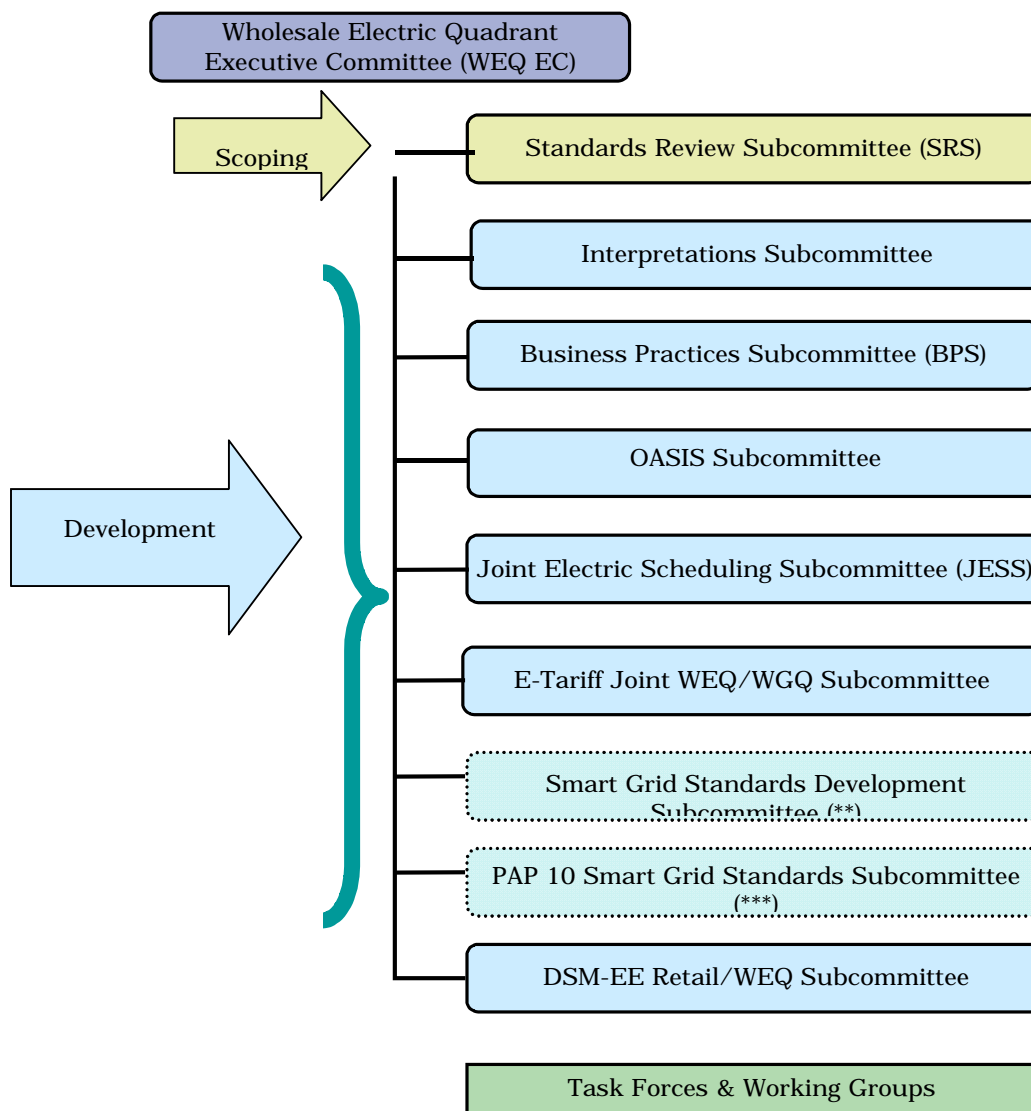 Wholesale Electric Quadrant
Executive Committee (WEQ EC)
Scoping
Standards Review Subcommittee (SRS)
Interpretations Subcommittee
Business Practices Subcommittee (BPS)
OASIS Subcommittee
Development
Joint Electric Scheduling Subcommittee (JESS)
E-Tariff Joint WEQ/WGQ Subcommittee
Smart Grid Standards Development
Subcommittee (**)
PAP 10 Smart Grid Standards Subcommittee
(***)
DSM-EE Retail/WEQ Subcommittee
Task Forces & Working Groups